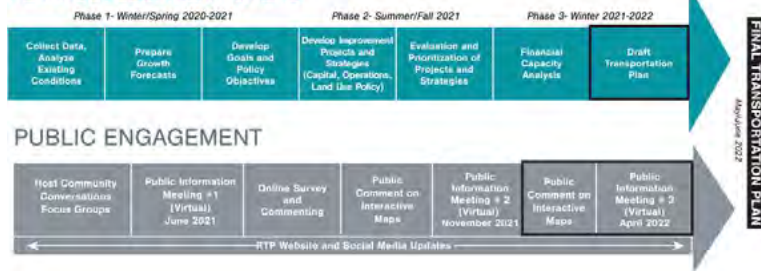 Phase 1- Winter/Spring 2020-2021
Phase 2- Summer/Fall 2021
Phase 3- Winter 2021-2022
Collect Data,
Analyze
Existing
Conditions
Prepare
Growth
Forecasts
Develop
Goals and
Policy
Objectives
Develop Improvement
Projects and
Strategies
(Capital, Operations,
Land Use Policy)
Evaluation and
Prioritization of
Projects and
Strategies
Financial
Capacity
Analysis
Draft
Transportation
Plan
FINAL TRANSPORTATION PLAN
May/June 2022
PUBLIC ENGAGEMENT
Host Community
Conversations
Focus Groups
Public Information
Meeting #1
(Virtual)
June 2021
Online Survey
and
Commenting
Public
Comment on
Interactive
Maps
Public
Information
Meeting # 2
(Virtual)
November 2021
Public
Comment on
Interactive
Maps
Public
Information
Meeting # 3
(Virtual)
April 2022
RTP Website and Social Media Updates